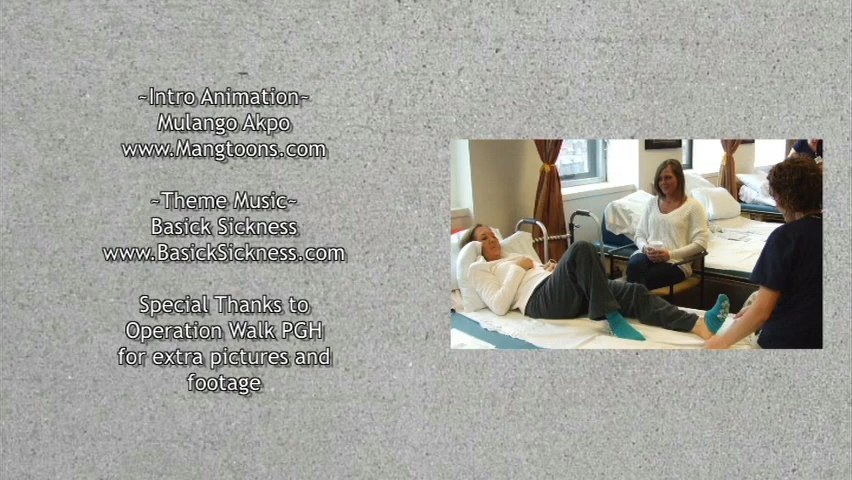 ~Intro Animation~
Mulango Akpo
www.Mangtoons.com
~Theme Music~
Basick Sickness
www.BasickSickness.com
Special Thanks to
Operation Walk PGH
for extra pictures and
footage